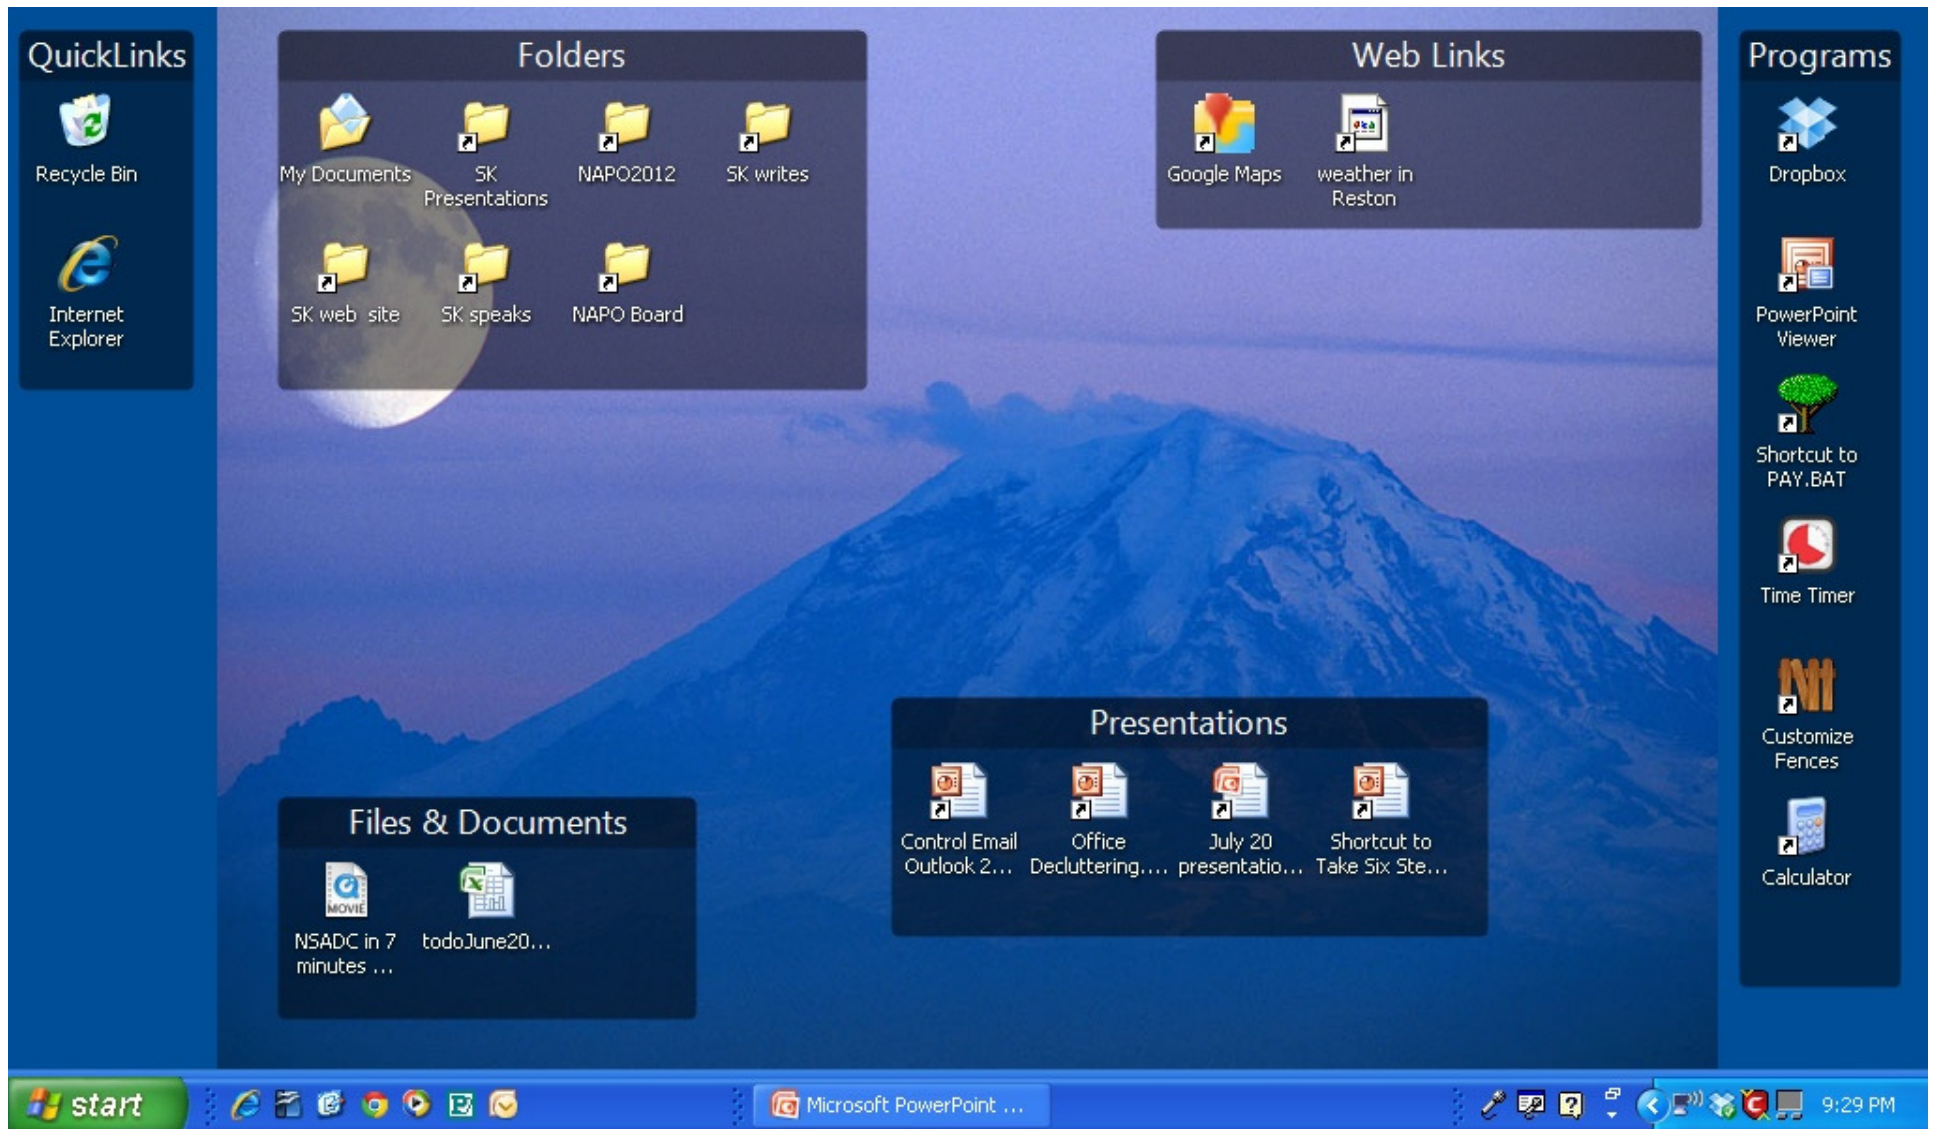 QuickLinks
Recycle Bin
Internet
Explorer
Folders
My Documents
SK
Presentations
NAPO2012
SK writes
SK web site
SK speaks
NAPO Board
Web Links
Google Maps
weather in
Reston
Programs
Dropbox
PowerPoint
Viewer
Shortcut to
PAY.BAT
Time Timer
Customize
Fences
Calculator
Files & Documents
MOVIE
NSADC in 7
minutes ...
todoJune20...
Presentations
Control Email
Outlook 2...
Office
Decluttering....
July 20
presentatio...
Shortcut to
Take Six Ste...
start
Microsoft PowerPoint ...
9:29 PM